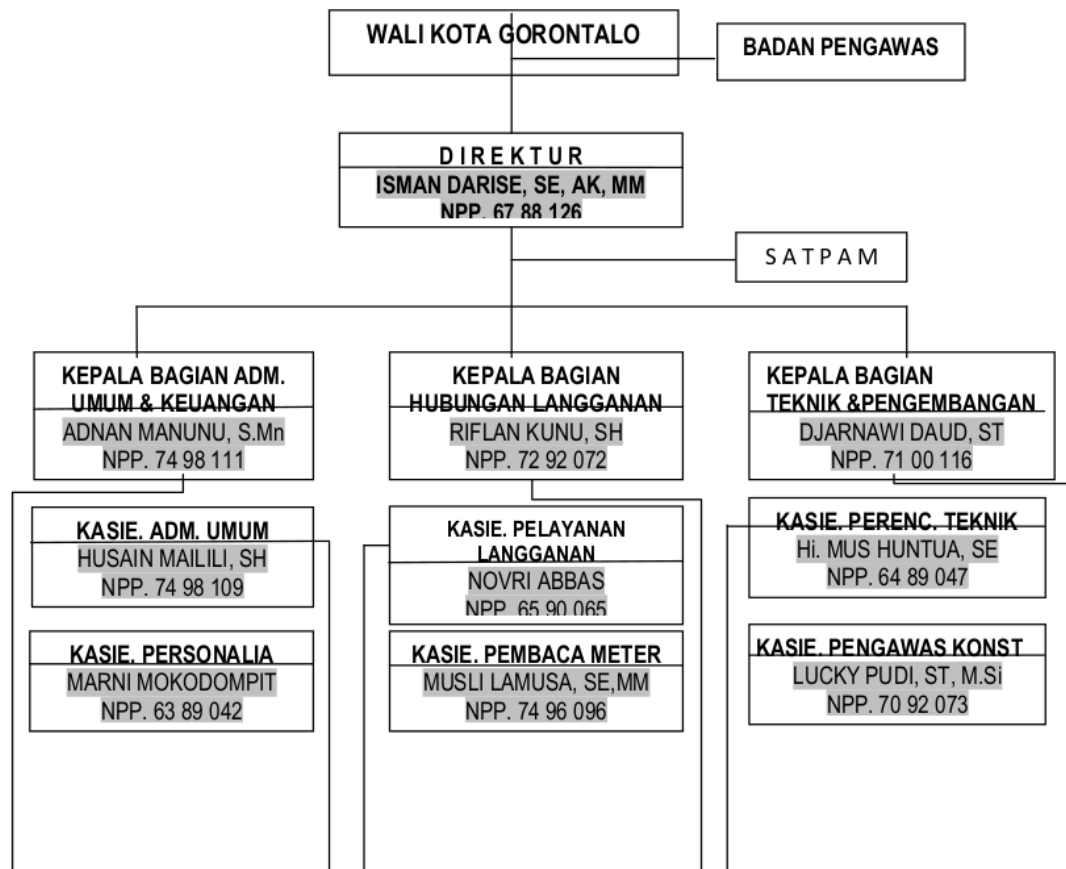 WALI KOTA GORONTALO
BADAN PENGAWAS
D I R E K T U R
ISMAN DARISE, SE, AK, MM
NPP. 67 88 126
S A T P A M
KEPALA BAGIAN ADM.
UMUM & KEUANGAN
ADNAN MANUNU, S.Mn
NPP. 74 98 111
KEPALA BAGIAN
HUBUNGAN LANGGANAN
RIFLAN KUNU, SH
NPP. 72 92 072
KEPALA BAGIAN
TEKNIK &PENGEMBANGAN
DJARNAWI DAUD, ST
NPP. 71 00 116
KASIE. ADM. UMUM
HUSAIN MAILILI, SH
NPP. 74 98 109
KASIE. PELAYANAN
LANGGANAN
NOVRI ABBAS
NPP. 65 90 065
KASIE. PERENC. TEKNIK
Hi. MUS HUNTUA, SE
NPP. 64 89 047
KASIE. PERSONALIA
MARNI MOKODOMPIT
NPP. 63 89 042
KASIE. PEMBACA METER
MUSLI LAMUSA, SE,MM
NPP. 74 96 096
KASIE. PENGAWAS KONST
LUCKY PUDI, ST, M.Si
NPP. 70 92 073